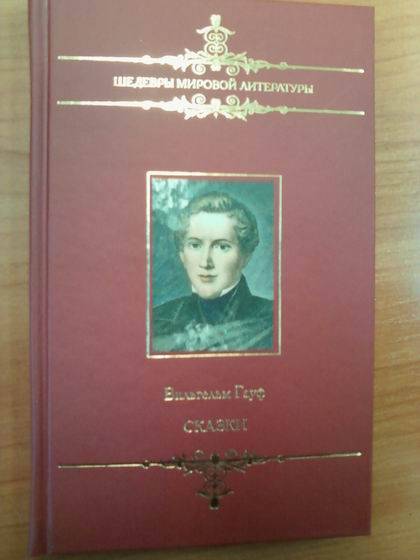 ШЕДЕВРЫ МИРОВОЙ ЛИТЕРАТУРЫ
Вильгельм Гауф
СКАЗКИ